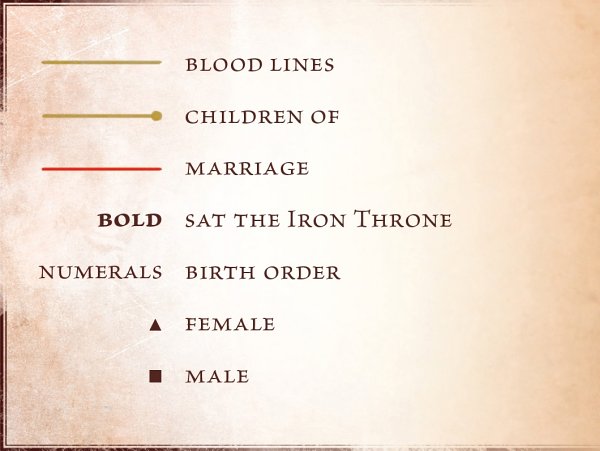 BLOOD LINES
CHILDREN OF
MARRIAGE
BOLD SAT THE IRON THRONE
NUMERALS BIRTH ORDER
FEMALE
MALE